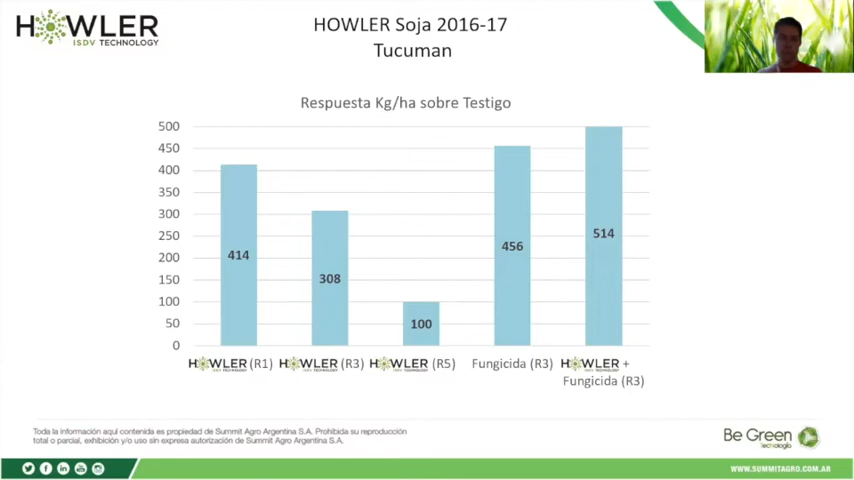 HOWLER
ISDV TECHNOLOGY
HOWLER Soja 2016-17
Tucuman
Respuesta Kg/ha sobre Testigo
500
450
400
350
300
250
200
150
100
50
0
414
308
100
456
514
HOWLER (R1)
HOWLER (R3)
HOWLER (R5)
Fungicida (R3)
HOWLER +
Fungicida (R3)
Toda la información aquí contenida es propiedad de Summit Agro Argentina S.A. Prohibida su reproducción
total o parcial, exhibición y/o uso sin expresa autorización de Summit Agro Argentina S.A.
Be Green
tecnología
WWW.SUMMITAGRO.COM.AR